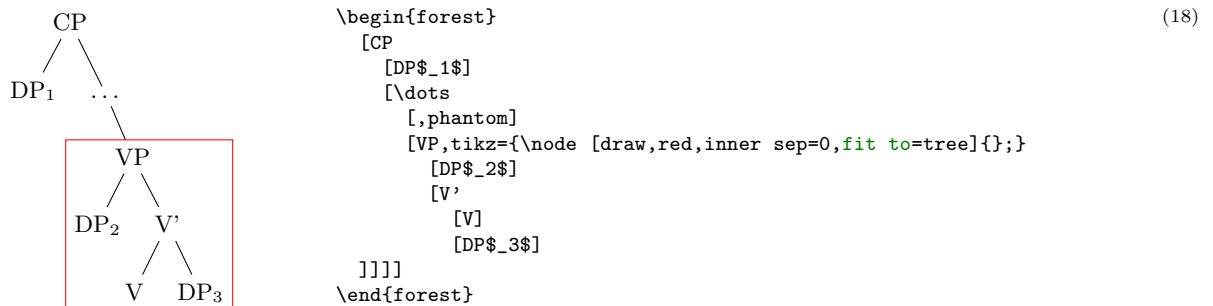 CP
DP₁ …
VP
DP₂ V'
V DP₃
\begin{forest} (18)
  [CP
    [DP$_1$]
    [\dots
      [,phantom]
      [VP,tikz={\node [draw,red,inner sep=0,fit to=tree]{};}
        [DP$_2$]
        [V'
          [V]
          [DP$_3$]
  ]]]]
\end{forest}